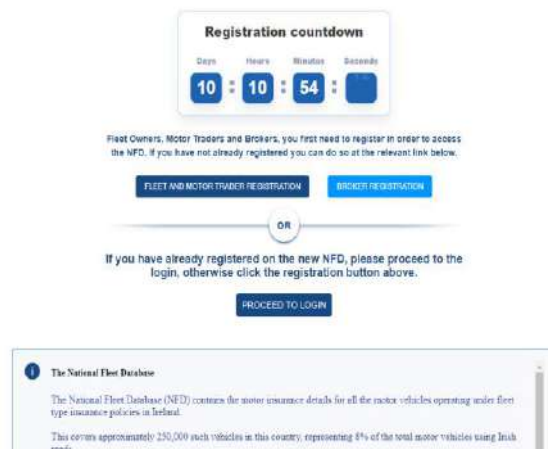 Registration countdown
Days Hours Minutes Seconds
10 : 10 : 54 :
Fleet Owners, Motor Traders and Brokers, you first need to register in order to access
the NFD. If you have not already registered you can do so at the relevant link below.
FLEET AND MOTOR TRADER REGISTRATION BROKER REGISTRATION
OR
If you have already registered on the new NFD, please proceed to the
login, otherwise click the registration button above.
PROCEED TO LOGIN
The National Fleet Database
The National Fleet Database (NFD) contains the motor insurance details for all the motor vehicles operating under fleet
type insurance policies in Ireland.
This covers approximately 250,000 such vehicles in this country, representing 8% of the total motor vehicles using Irish